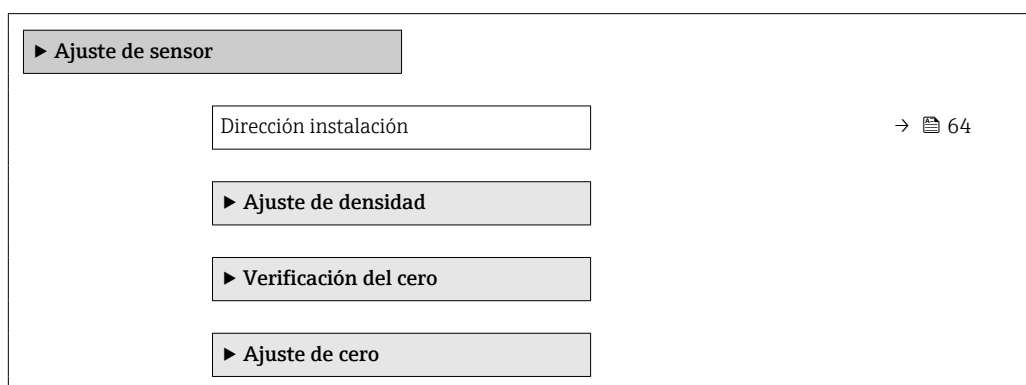 ▶ Ajuste de sensor
Dirección instalación → 64
▶ Ajuste de densidad
▶ Verificación del cero
▶ Ajuste de cero